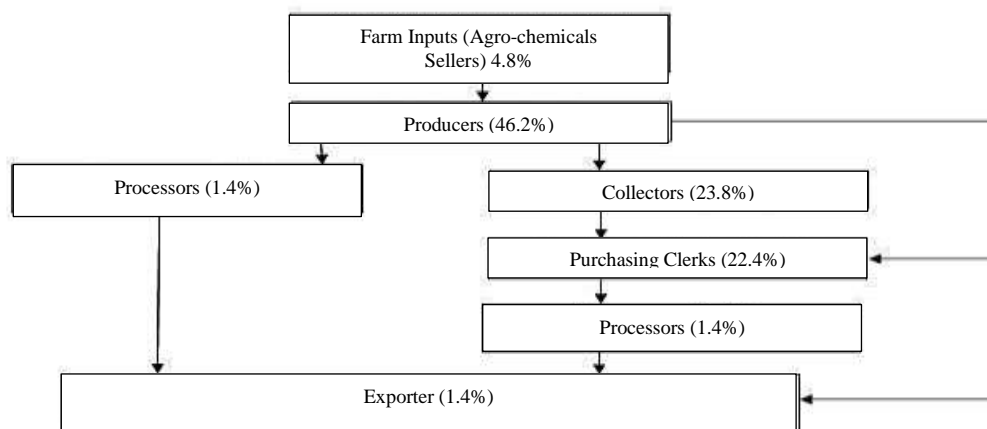 Farm Inputs (Agro-chemicals
Sellers) 4.8%
Producers (46.2%)
Processors (1.4%)
Collectors (23.8%)
Purchasing Clerks (22.4%)
Processors (1.4%)
Exporter (1.4%)